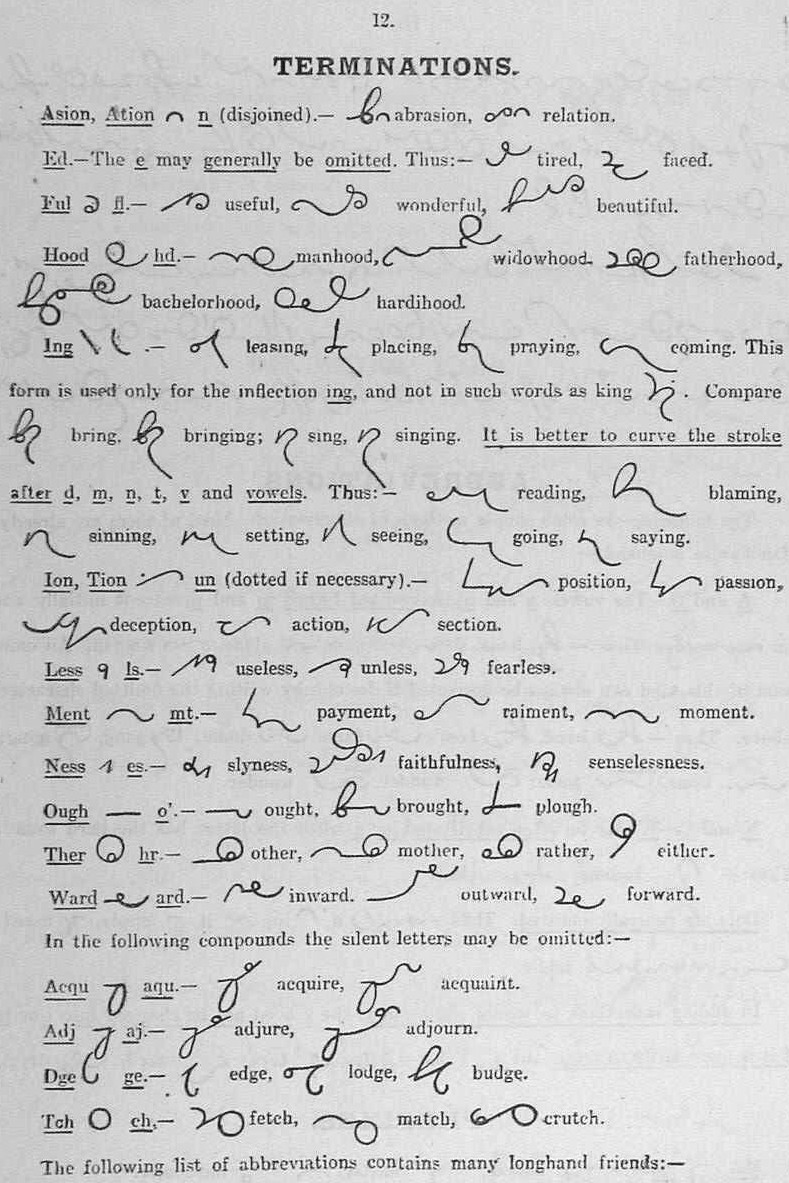 12.
TERMINATIONS.
Asion, Ation n (disjoined).— abrasion, relation.
Ed.—The e may generally be omitted. Thus:— tired, faced.
Ful fl.— useful, wonderful, beautiful.
Hood hd.— manhood, widowhood. fatherhood,
bachelorhood, hardihood.
Ing .— leasing, placing, praying, coming. This
form is used only for the inflection ing, and not in such words as king . Compare
bring. bringing; sing, singing. It is better to curve the stroke
after d, m, n, t, v and vowels. Thus:— reading, blaming,
sinning, setting, seeing, going, saying.
Ion, Tion un (dotted if necessary).— position, passion,
deception, action, section.
Less ls.— useless, unless, fearless.
Ment mt.— payment, raiment, moment.
Ness es.— slyness, faithfulness, senselessness.
Ough o'.— ought, brought, plough.
Ther hr.— other, mother, rather, either.
Ward ard.— inward. outward, forward.
In the following compounds the silent letters may be omitted:—
Acqu aqu.— acquire, acquaint.
Adj aj.— adjure, adjourn.
Dge ge.— edge, lodge, budge.
Tch ch.— fetch, match, crutch.
The following list of abbreviations contains many longhand friends:—